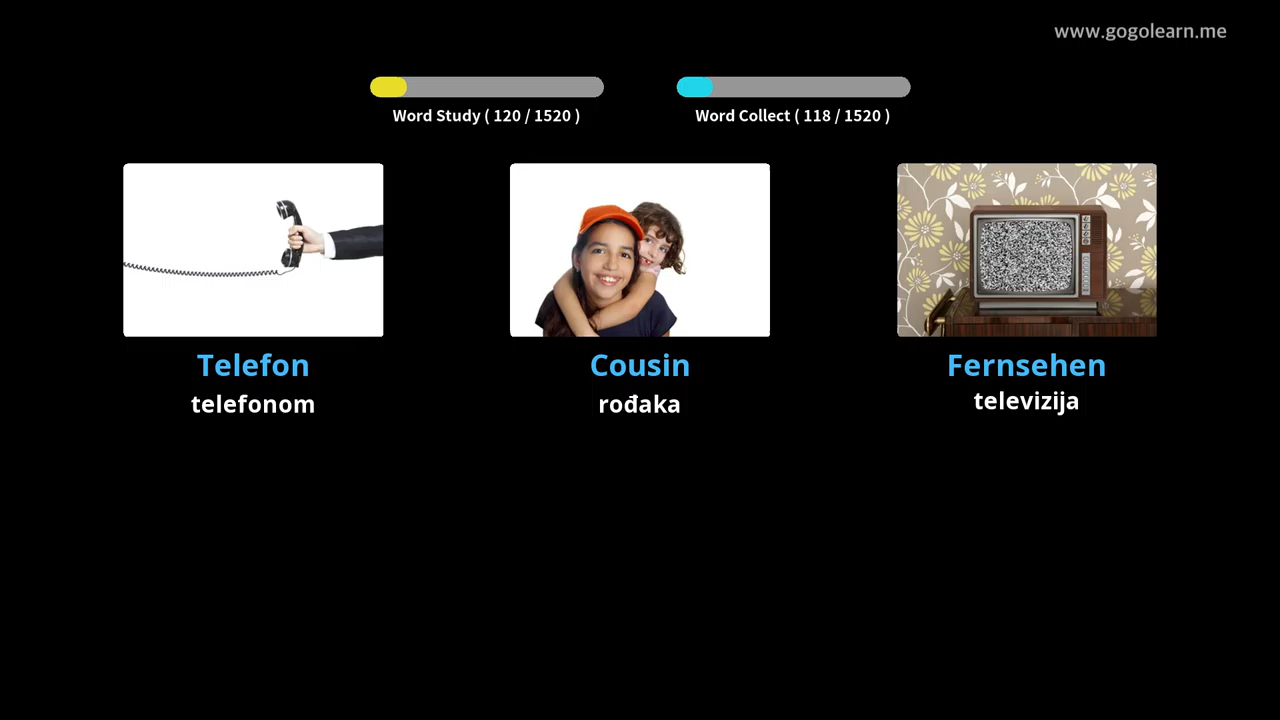 www.gogolearn.me
Word Study ( 120 / 1520 )
Word Collect ( 118 / 1520 )
Telefon
telefonom
Cousin
rođaka
Fernsehen
televizija